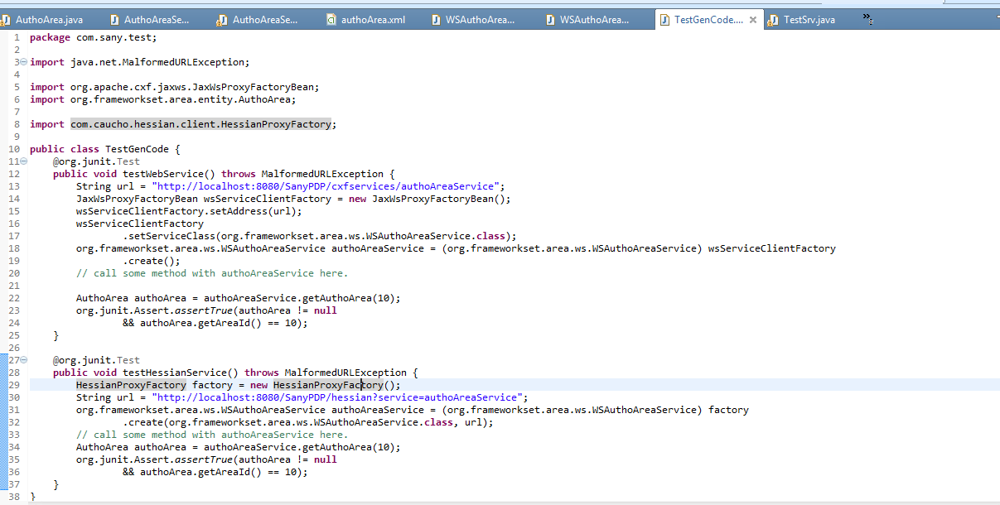 AuthoArea.java AuthoAreaSe... AuthoAreaSe... authoArea.xml WSAuthoArea... WSAuthoArea... TestGenCode.... TestSrv.java
1 package com.sany.test;
2
3 import java.net.MalformedURLException;
4
5 import org.apache.cxf.jaxws.JaxWsProxyFactoryBean;
6 import org.frameworkset.area.entity.AuthoArea;
7
8 import com.caucho.hessian.client.HessianProxyFactory;
9
10 public class TestGenCode {
11     @org.junit.Test
12     public void testWebService() throws MalformedURLException {
13         String url = "http://localhost:8080/SanyPDP/cxfservices/authoAreaService";
14         JaxWsProxyFactoryBean wsServiceClientFactory = new JaxWsProxyFactoryBean();
15         wsServiceClientFactory.setAddress(url);
16         wsServiceClientFactory
17                 .setServiceClass(org.frameworkset.area.ws.WSAuthoAreaService.class);
18         org.frameworkset.area.ws.WSAuthoAreaService authoAreaService = (org.frameworkset.area.ws.WSAuthoAreaService) wsServiceClientFactory
19                 .create();
20         // call some method with authoAreaService here.
21
22         AuthoArea authoArea = authoAreaService.getAuthoArea(10);
23         org.junit.Assert.assertTrue(authoArea != null
24                 && authoArea.getAreaId() == 10);
25     }
26
27     @org.junit.Test
28     public void testHessianService() throws MalformedURLException {
29         HessianProxyFactory factory = new HessianProxyFactory();
30         String url = "http://localhost:8080/SanyPDP/hessian?service=authoAreaService";
31         org.frameworkset.area.ws.WSAuthoAreaService authoAreaService = (org.frameworkset.area.ws.WSAuthoAreaService) factory
32                 .create(org.frameworkset.area.ws.WSAuthoAreaService.class, url);
33         // call some method with authoAreaService here.
34         AuthoArea authoArea = authoAreaService.getAuthoArea(10);
35         org.junit.Assert.assertTrue(authoArea != null
36                 && authoArea.getAreaId() == 10);
37     }
38 }